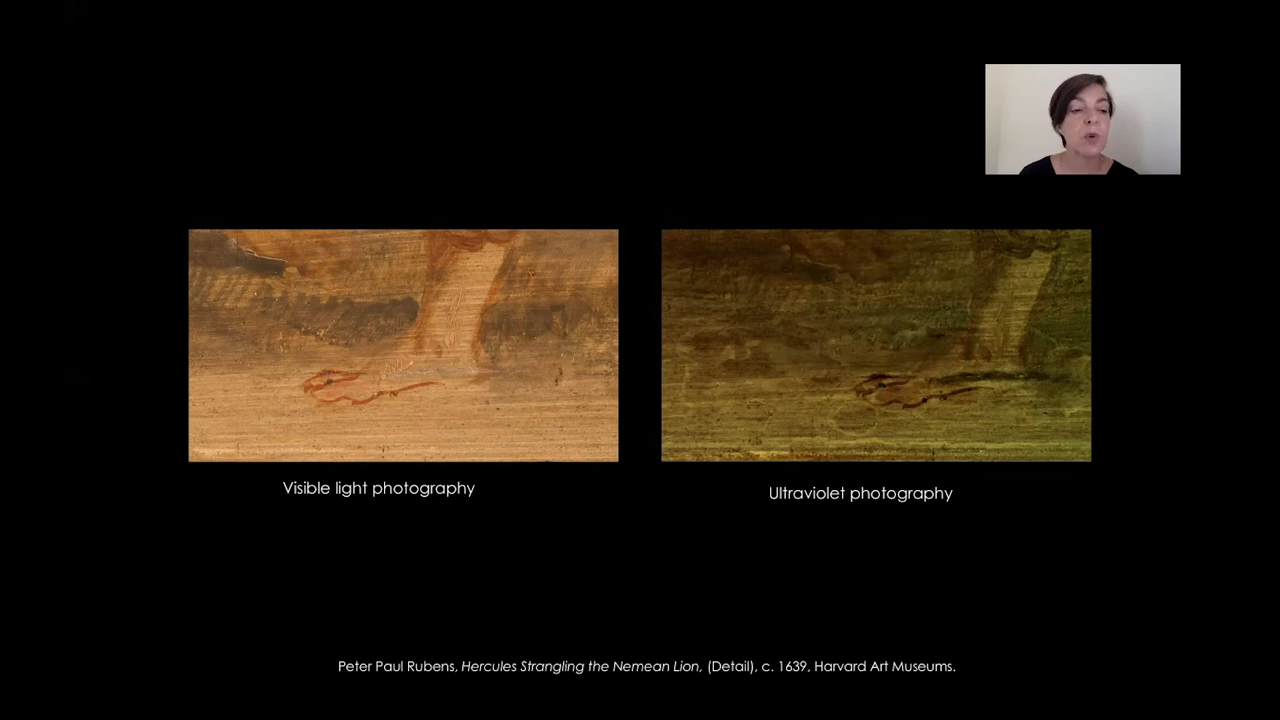 Visible light photography
Ultraviolet photography
Peter Paul Rubens, Hercules Strangling the Nemean Lion, (Detail), c. 1639, Harvard Art Museums.